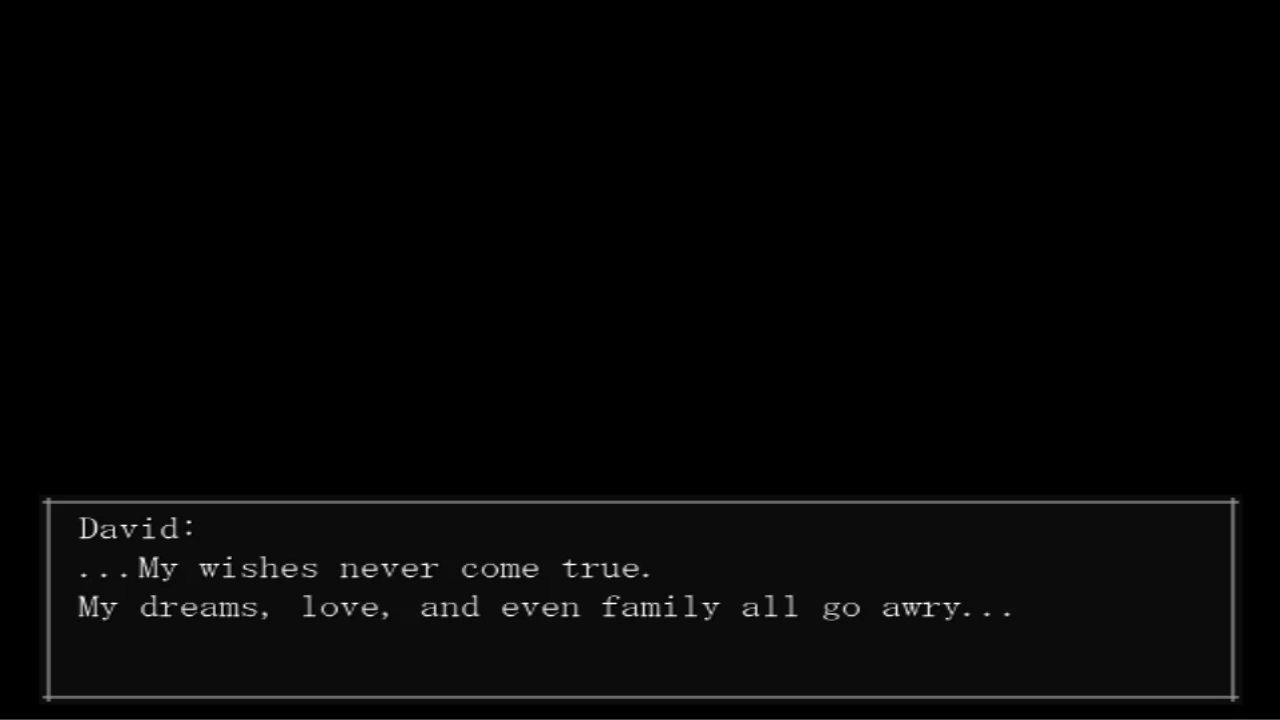 David:
...My wishes never come true.
My dreams, love, and even family all go awry...